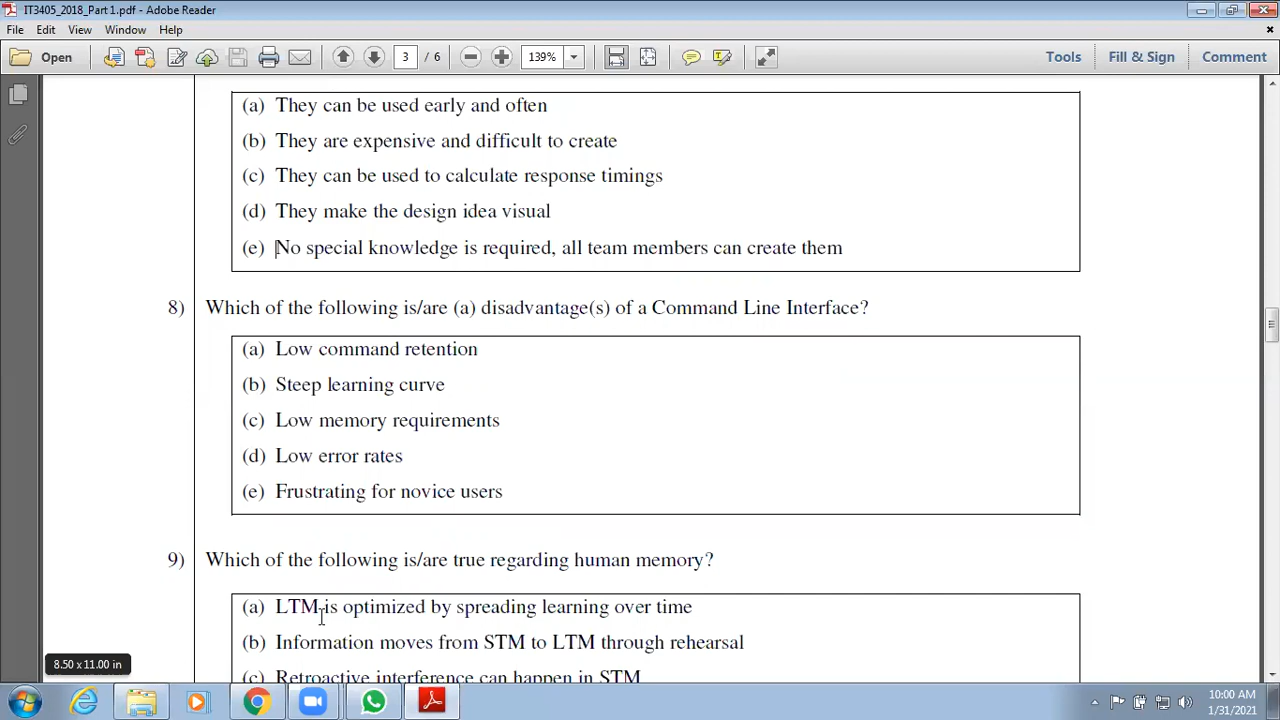 IT3405_2018_Part 1.pdf - Adobe Reader
File Edit View Window Help
Open 3 / 6 139% Tools Fill & Sign Comment
(a) They can be used early and often
(b) They are expensive and difficult to create
(c) They can be used to calculate response timings
(d) They make the design idea visual
(e) No special knowledge is required, all team members can create them
8) Which of the following is/are (a) disadvantage(s) of a Command Line Interface?
(a) Low command retention
(b) Steep learning curve
(c) Low memory requirements
(d) Low error rates
(e) Frustrating for novice users
9) Which of the following is/are true regarding human memory?
(a) LTM is optimized by spreading learning over time
(b) Information moves from STM to LTM through rehearsal
8.50 x 11.00 in
(c) Retroactive interference can happen in STM
10:00 AM
1/31/2021